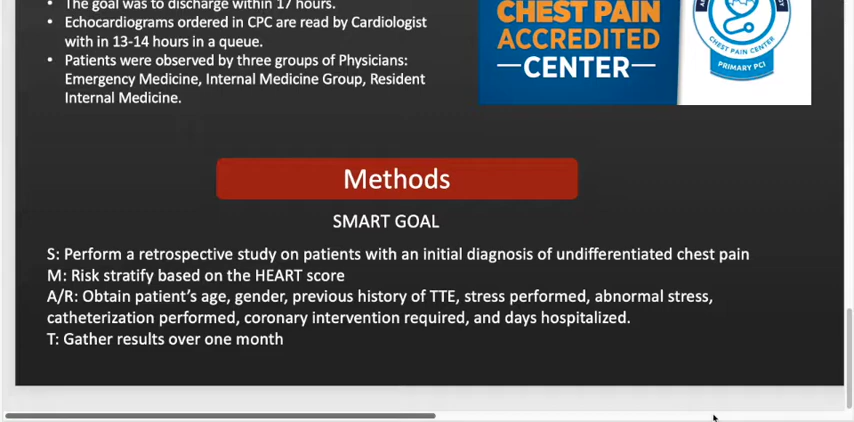 The goal was to discharge within 17 hours.
Echocardiograms ordered in CPC are read by Cardiologist
with in 13-14 hours in a queue.
Patients were observed by three groups of Physicians:
Emergency Medicine, Internal Medicine Group, Resident
Internal Medicine.
CHEST PAIN
ACCREDITED
CENTER
CHEST PAIN CENTER
PRIMARY PCI
Methods
SMART GOAL
S: Perform a retrospective study on patients with an initial diagnosis of undifferentiated chest pain
M: Risk stratify based on the HEART score
A/R: Obtain patient's age, gender, previous history of TTE, stress performed, abnormal stress,
catheterization performed, coronary intervention required, and days hospitalized.
T: Gather results over one month